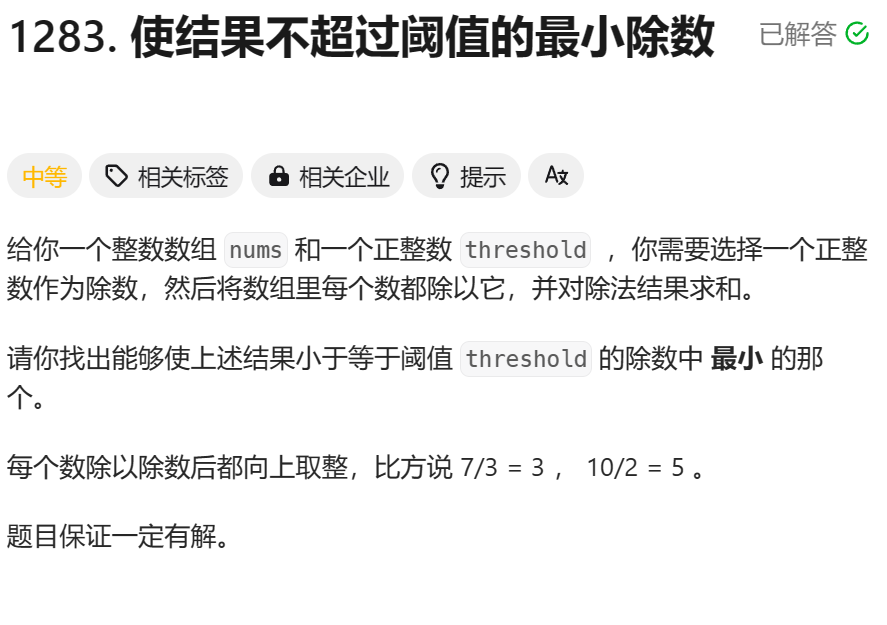 1283. 使结果不超过阈值的最小除数 已解答
中等 相关标签 相关企业 提示 Ax
给你一个整数数组 nums 和一个正整数 threshold ，你需要选择一个正整
数作为除数，然后将数组里每个数都除以它，并对除法结果求和。
请你找出能够使上述结果小于等于阈值 threshold 的除数中 最小 的那
个。
每个数除以除数后都向上取整，比方说 7/3 = 3 ， 10/2 = 5 。
题目保证一定有解。